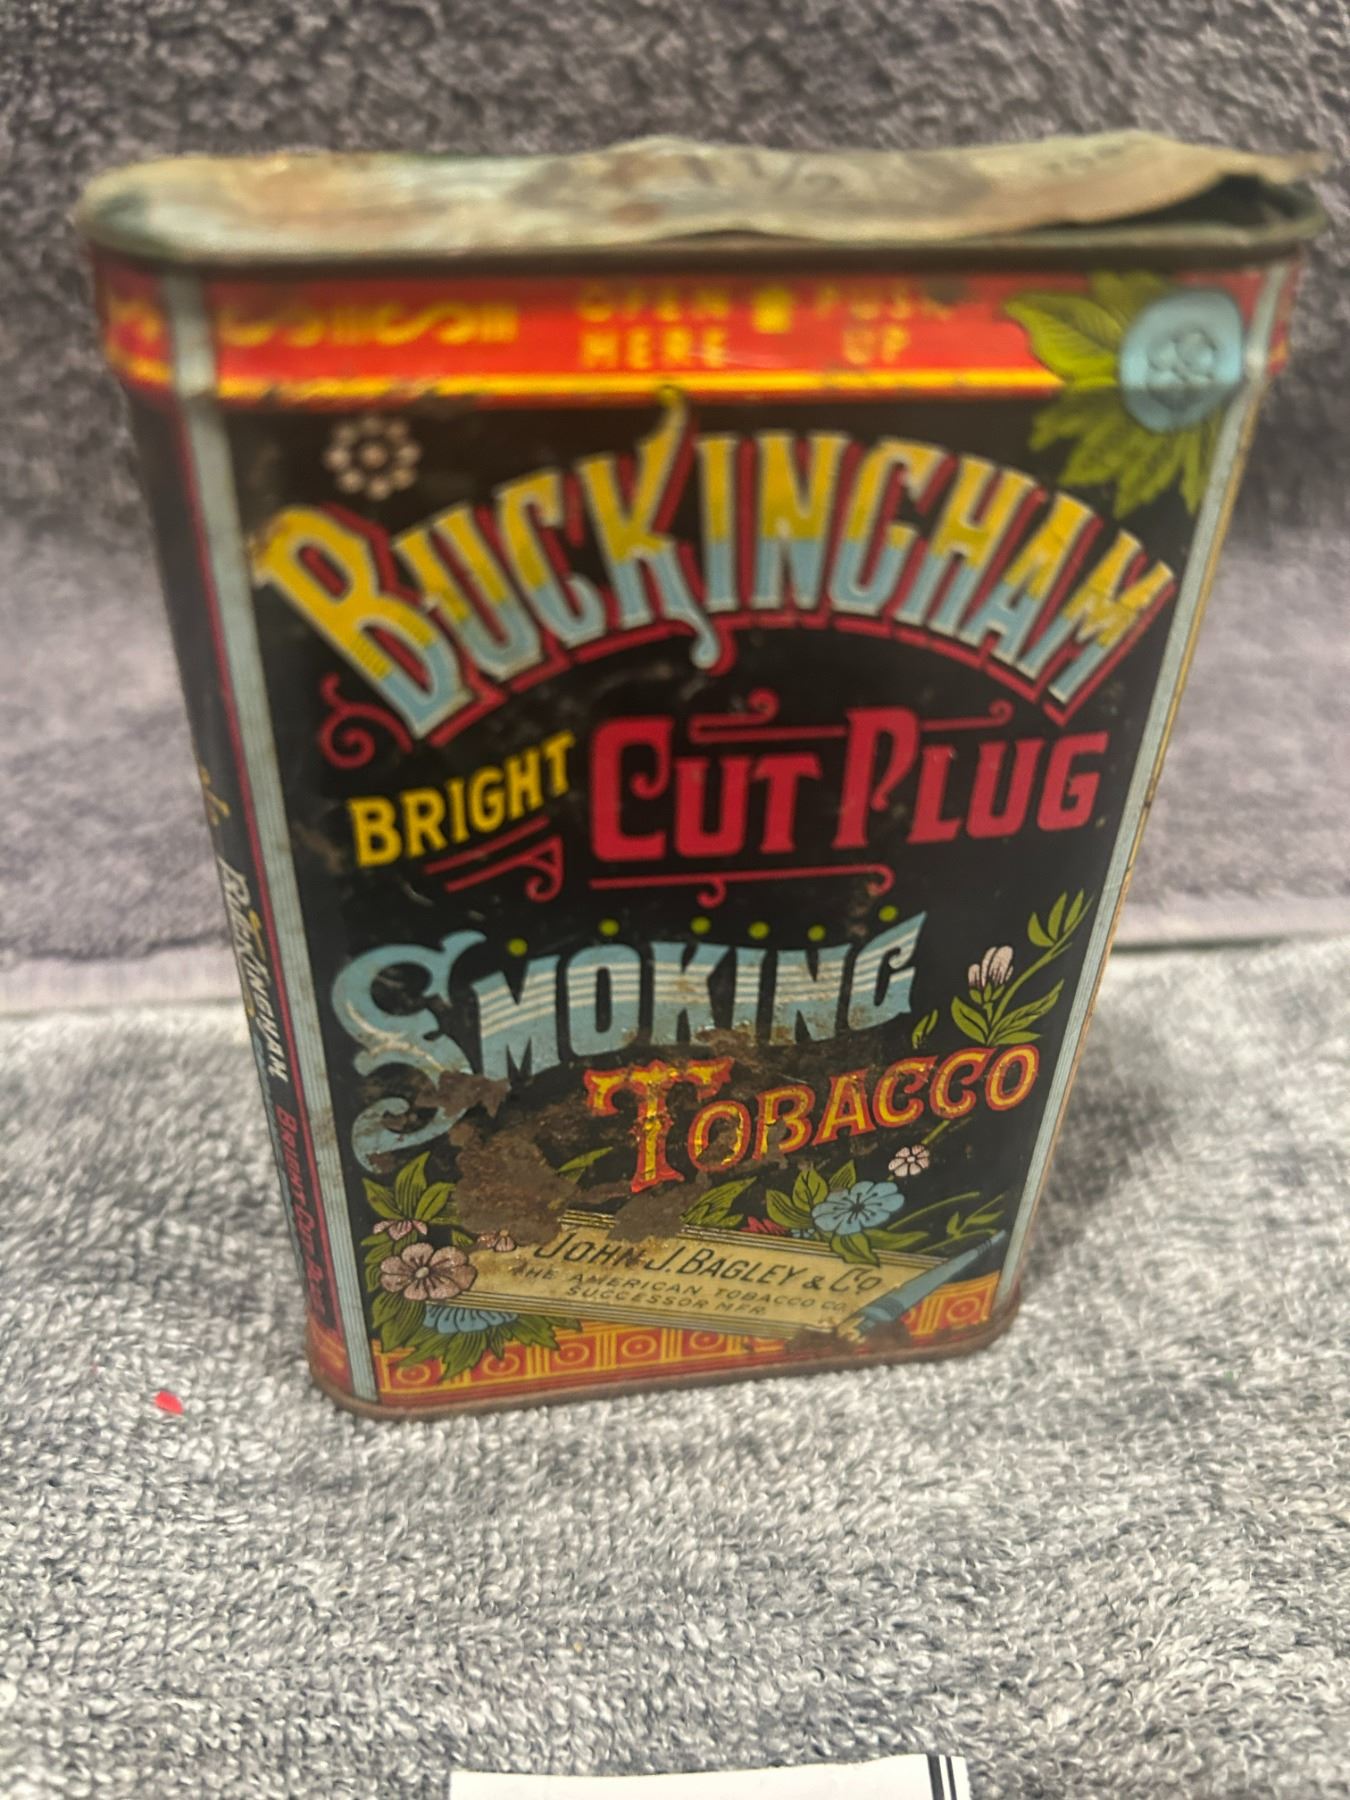 OPEN PUSH
HERE UP
BUCKINGHAM
BRIGHT CUT PLUG
SMOKING
TOBACCO
JOHN J. BAGLEY & CO
THE AMERICAN TOBACCO CO.
SUCCESSOR MFR.
BUCKINGHAM BRIGHT CUT PLUG